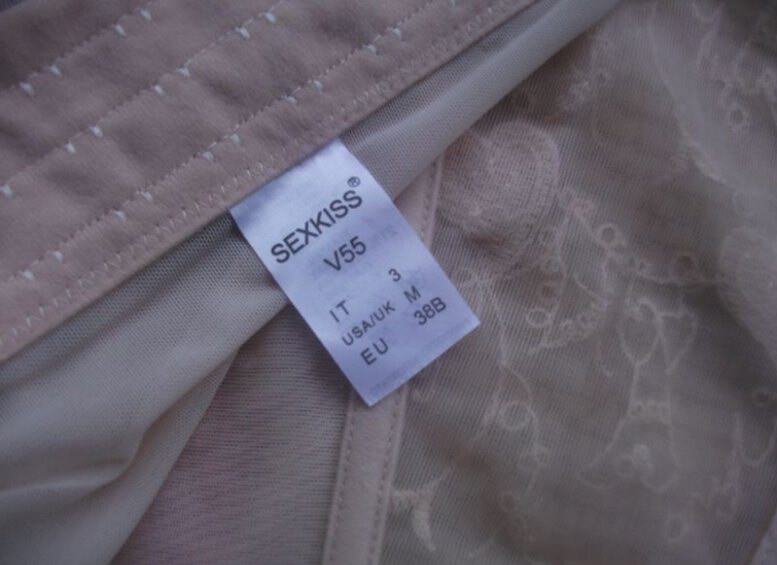 SEXKISS®
V55
IT 3
USA/UK M
EU 38B